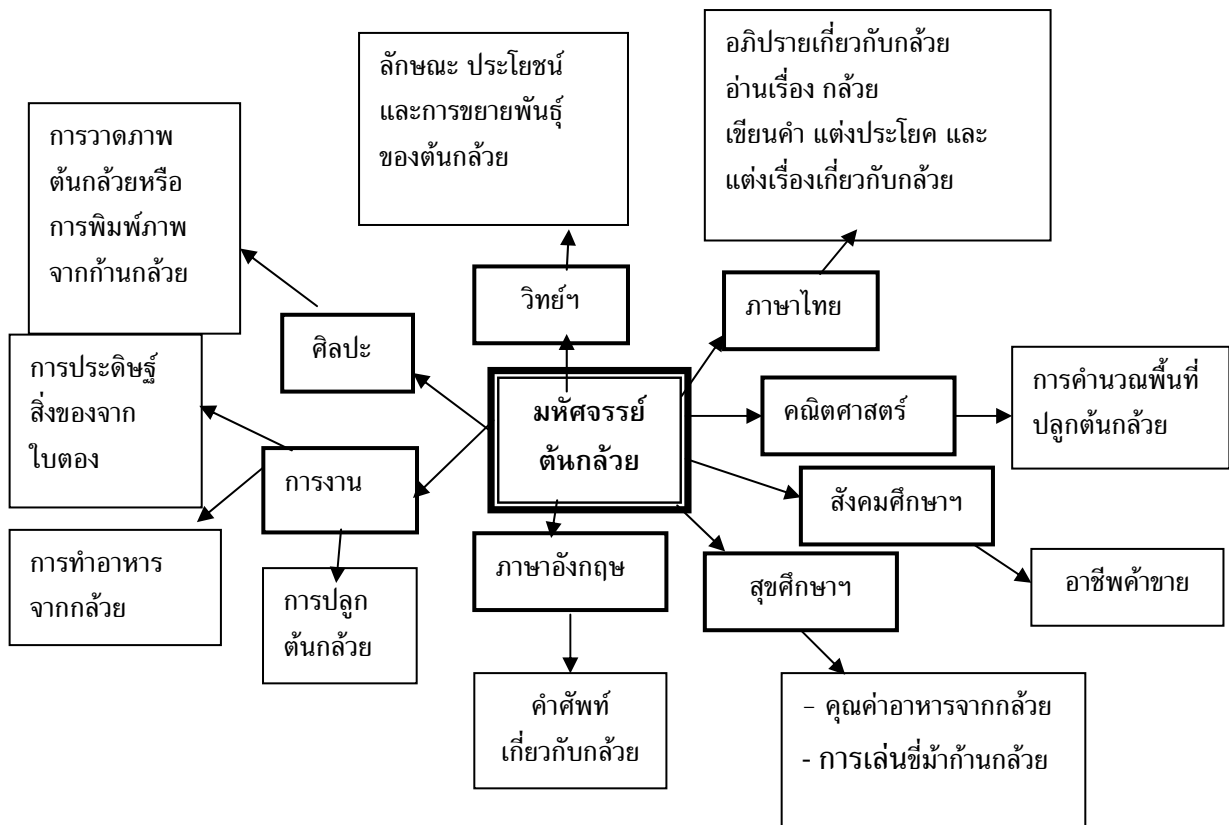 อภิปรายเกี่ยวกับกล้วย
อ่านเรื่อง กล้วย
เขียนคำ แต่งประโยค และ
แต่งเรื่องเกี่ยวกับกล้วย
ลักษณะ ประโยชน์
และการขยายพันธุ์
ของต้นกล้วย
การวาดภาพ
ต้นกล้วยหรือ
การพิมพ์ภาพ
จากก้านกล้วย
วิทย์ฯ
ภาษาไทย
ศิลปะ
การประดิษฐ์
สิ่งของจาก
ใบตอง
มหัศจรรย์
ต้นกล้วย
คณิตศาสตร์
การคำนวณพื้นที่
ปลูกต้นกล้วย
การงาน
สังคมศึกษาฯ
การทำอาหาร
จากกล้วย
การปลูก
ต้นกล้วย
ภาษาอังกฤษ
สุขศึกษาฯ
อาชีพค้าขาย
คำศัพท์
เกี่ยวกับกล้วย
– คุณค่าอาหารจากกล้วย
- การเล่นขี่ม้าก้านกล้วย